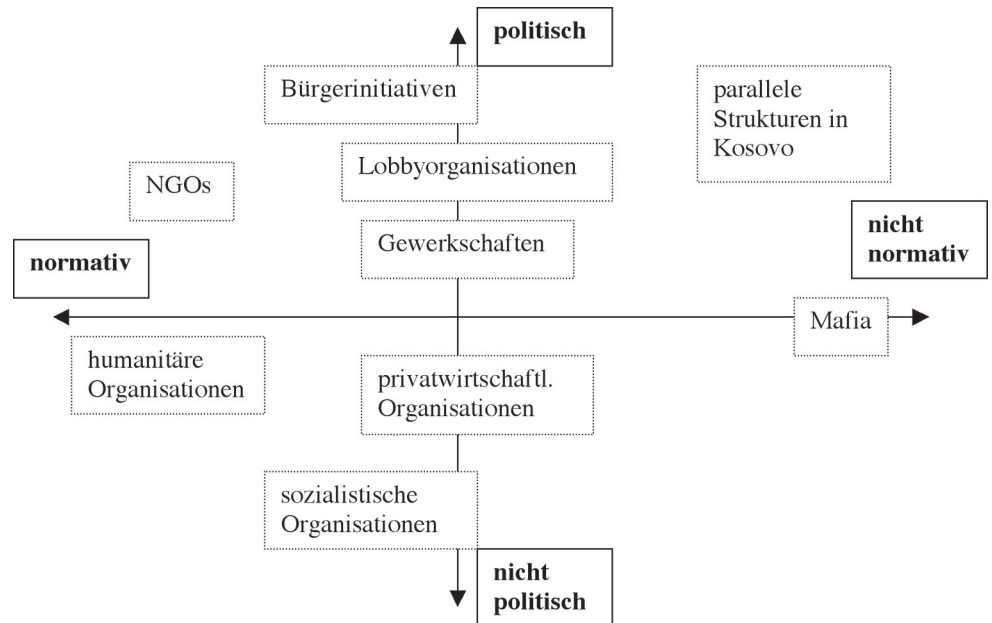 politisch
Bürgerinitiativen
parallele
Strukturen in
Kosovo
Lobbyorganisationen
NGOs
nicht
normativ
Gewerkschaften
normativ
Mafia
humanitäre
Organisationen
privatwirtschaftl.
Organisationen
sozialistische
Organisationen
nicht
politisch